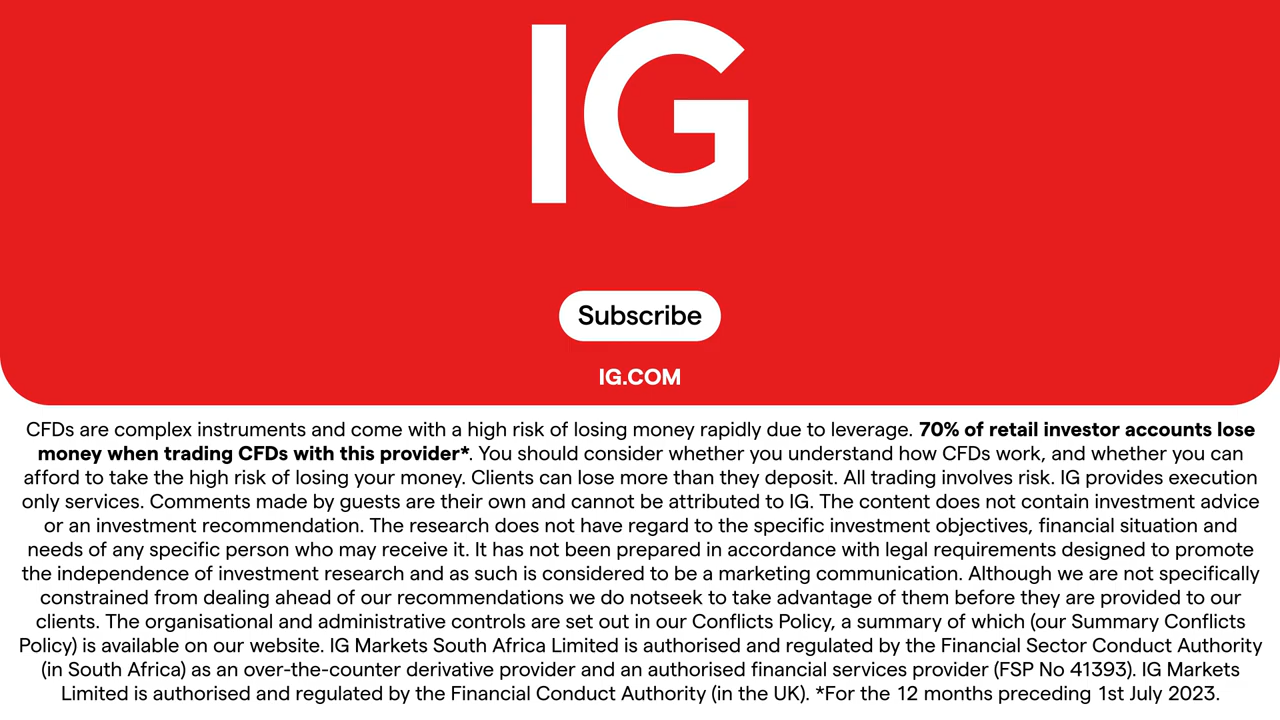 IG
Subscribe
IG.COM
CFDs are complex instruments and come with a high risk of losing money rapidly due to leverage. 70% of retail investor accounts lose
money when trading CFDs with this provider*. You should consider whether you understand how CFDs work, and whether you can
afford to take the high risk of losing your money. Clients can lose more than they deposit. All trading involves risk. IG provides execution
only services. Comments made by guests are their own and cannot be attributed to IG. The content does not contain investment advice
or an investment recommendation. The research does not have regard to the specific investment objectives, financial situation and
needs of any specific person who may receive it. It has not been prepared in accordance with legal requirements designed to promote
the independence of investment research and as such is considered to be a marketing communication. Although we are not specifically
constrained from dealing ahead of our recommendations we do notseek to take advantage of them before they are provided to our
clients. The organisational and administrative controls are set out in our Conflicts Policy, a summary of which (our Summary Conflicts
Policy) is available on our website. IG Markets South Africa Limited is authorised and regulated by the Financial Sector Conduct Authority
(in South Africa) as an over-the-counter derivative provider and an authorised financial services provider (FSP No 41393). IG Markets
Limited is authorised and regulated by the Financial Conduct Authority (in the UK). *For the 12 months preceding 1st July 2023.